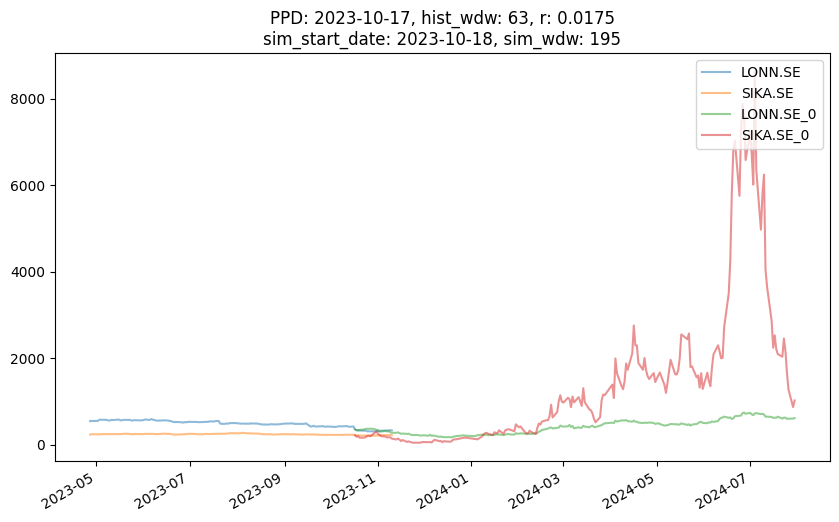 PPD: 2023-10-17, hist_wdw: 63, r: 0.0175
sim_start_date: 2023-10-18, sim_wdw: 195
LONN.SE
SIKA.SE
LONN.SE_0
SIKA.SE_0
8000
6000
4000
2000
0
2023-05
2023-07
2023-09
2023-11
2024-01
2024-03
2024-05
2024-07